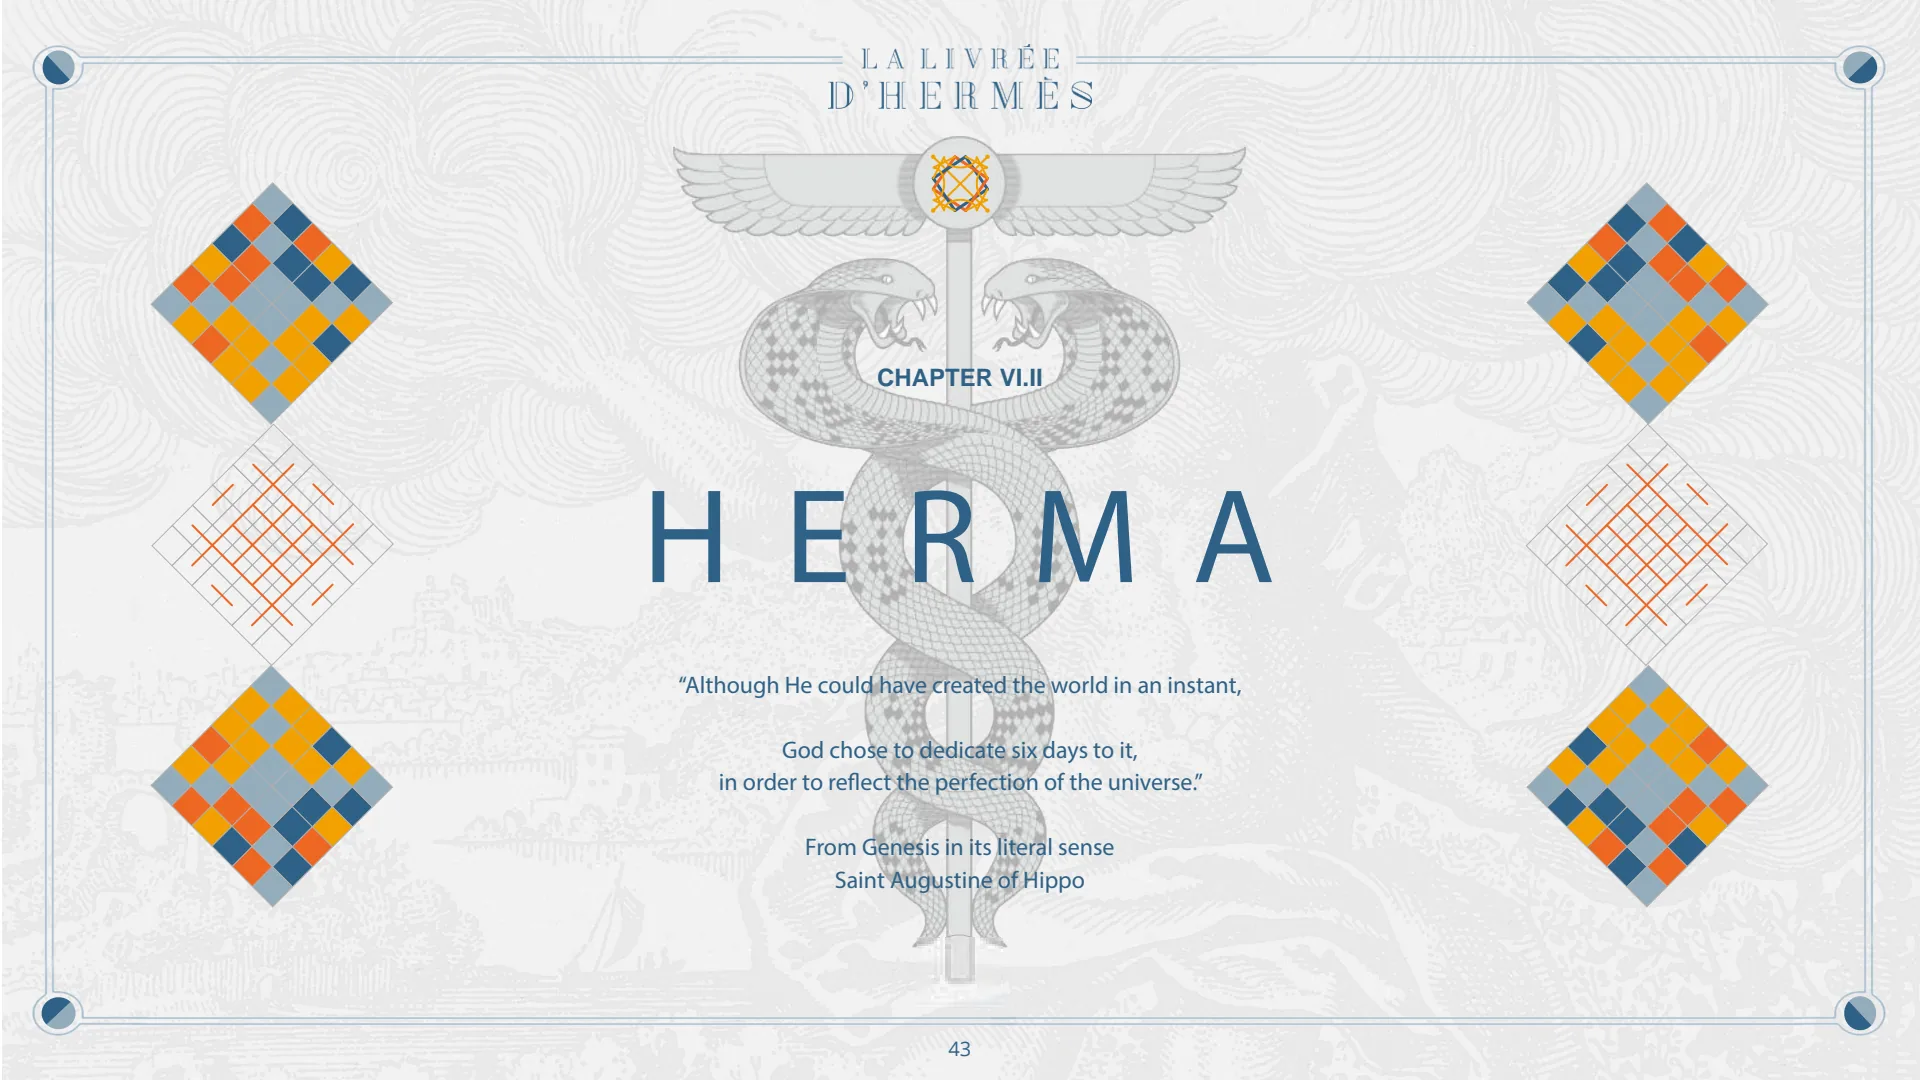 LA LIVRÉE
D'HERMÈS
CHAPTER VI.II
HERMA
“Although He could have created the world in an instant,
God chose to dedicate six days to it,
in order to reflect the perfection of the universe.”
From Genesis in its literal sense
Saint Augustine of Hippo
43